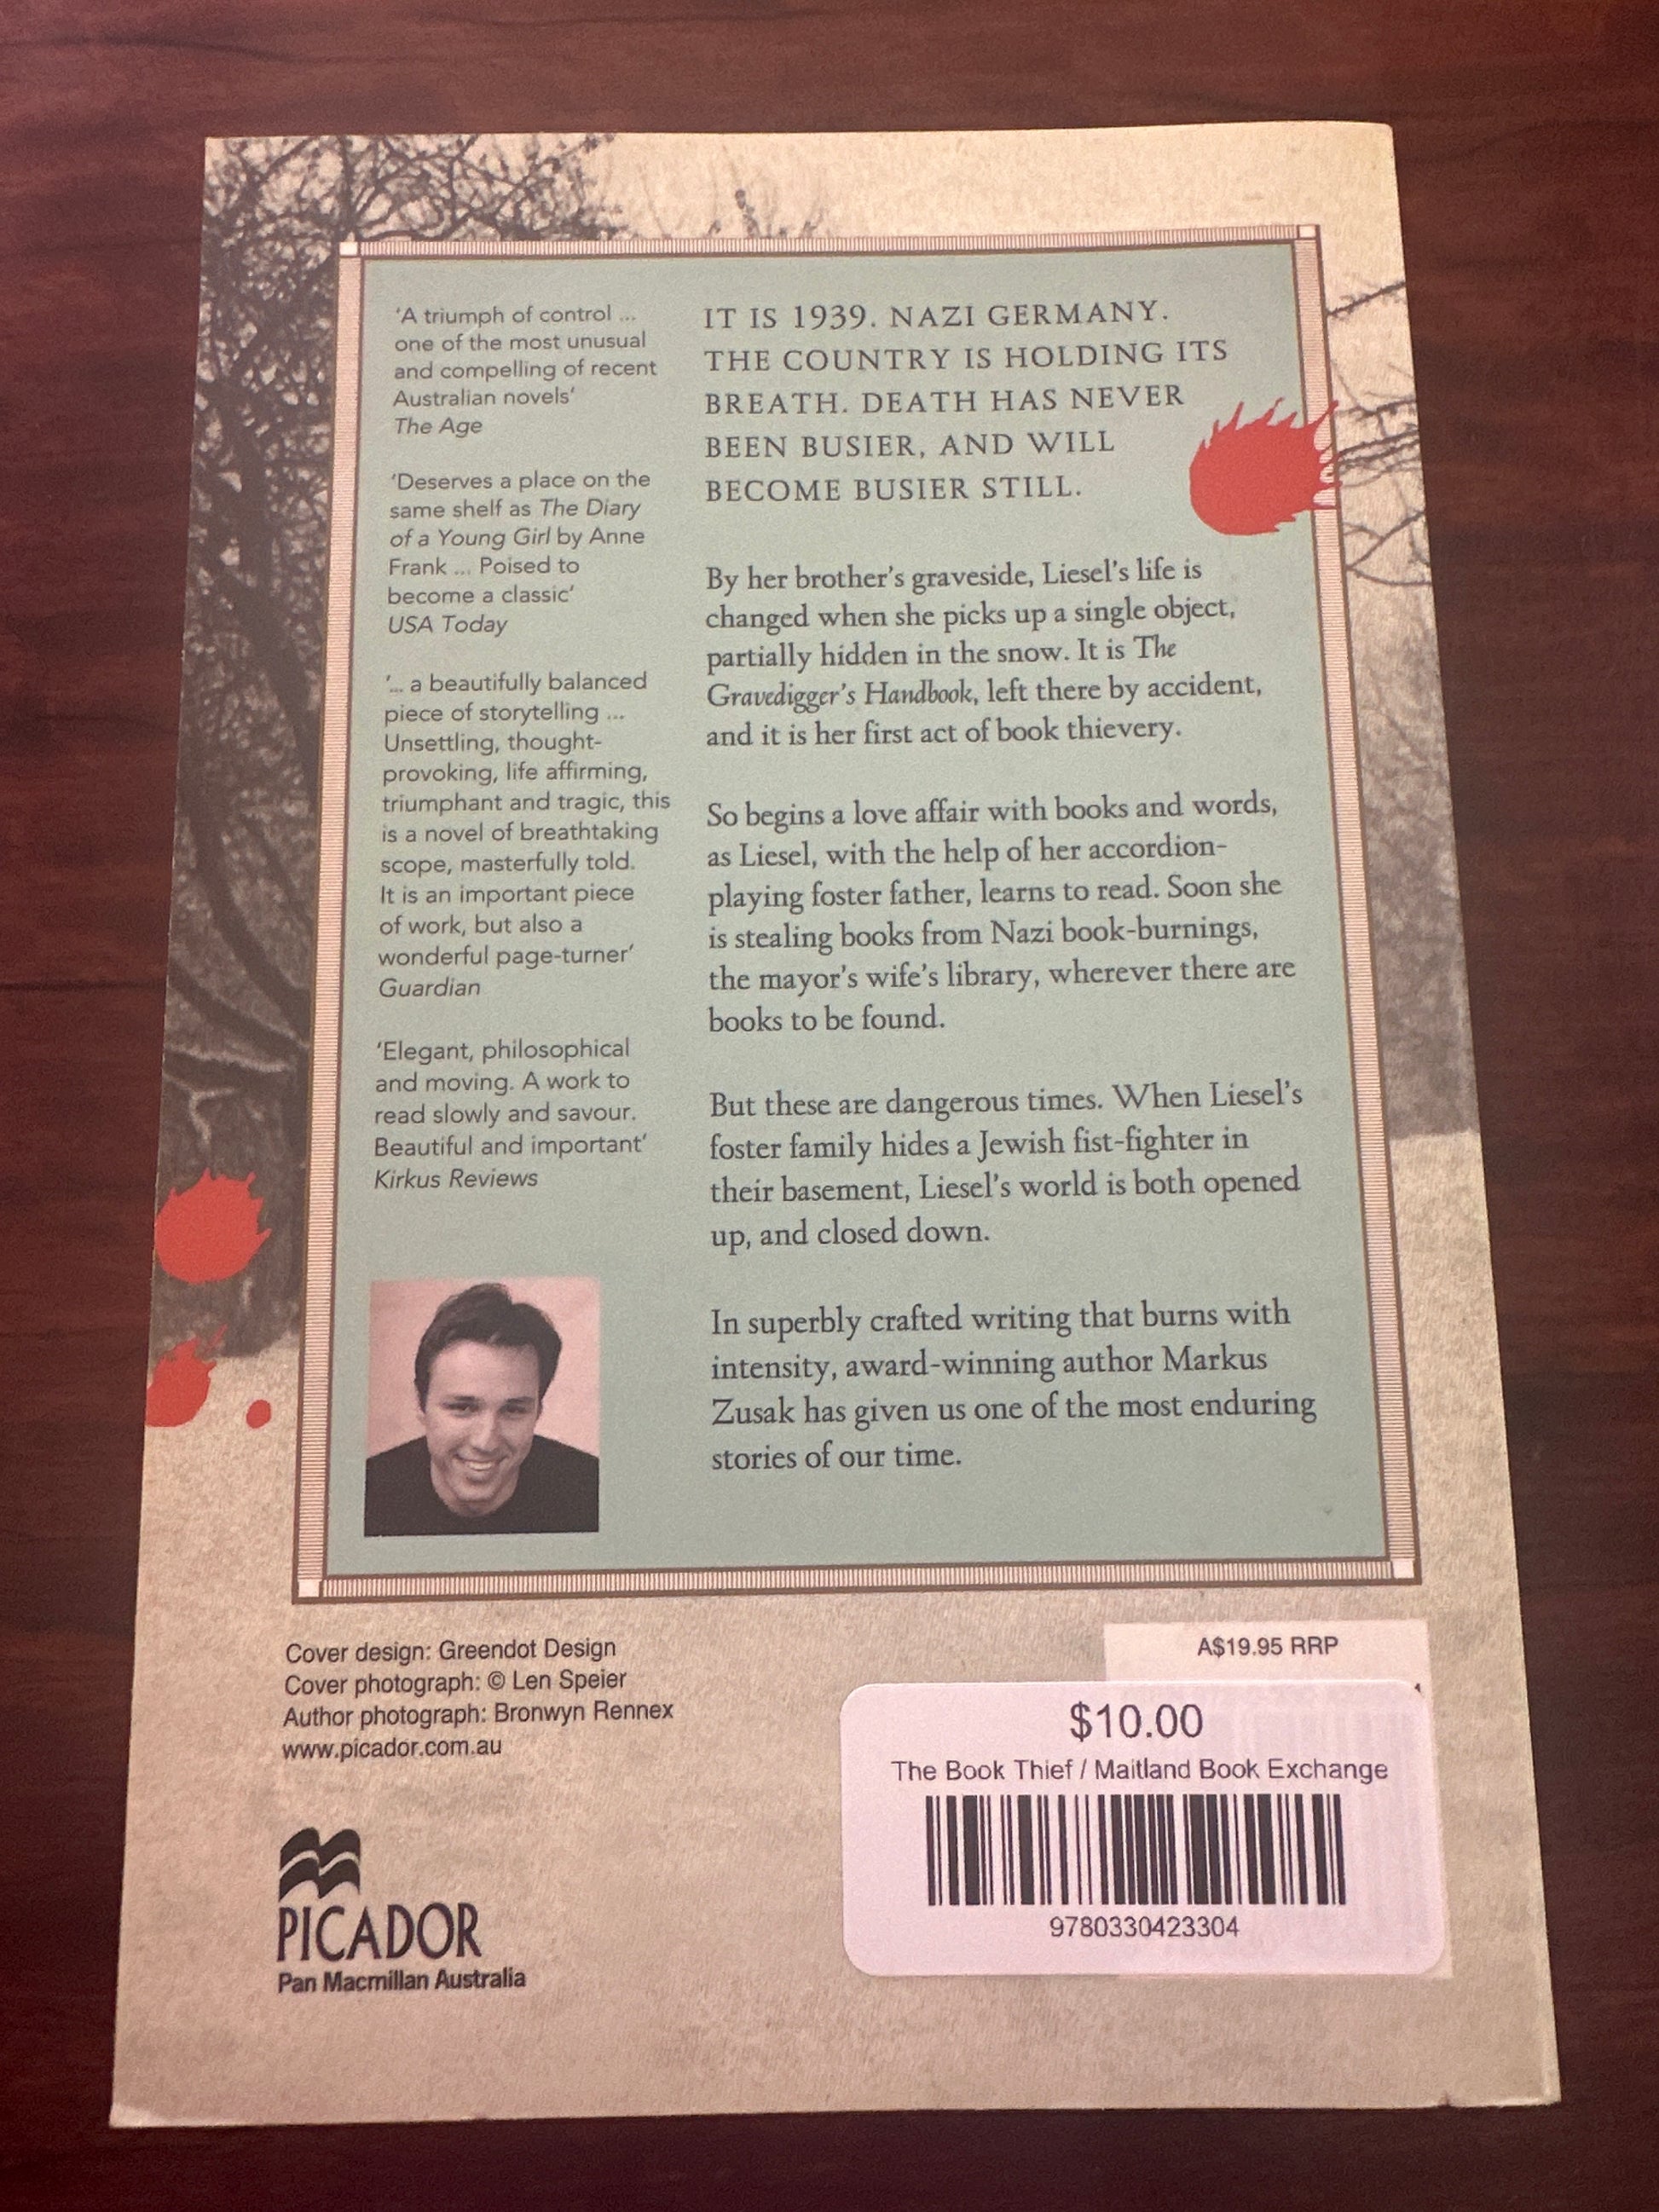 ‘A triumph of control ...
one of the most unusual
and compelling of recent
Australian novels’
The Age
‘Deserves a place on the
same shelf as The Diary
of a Young Girl by Anne
Frank ... Poised to
become a classic’
USA Today
‘... a beautifully balanced
piece of storytelling ...
Unsettling, thought-
provoking, life affirming,
triumphant and tragic, this
is a novel of breathtaking
scope, masterfully told.
It is an important piece
of work, but also a
wonderful page-turner’
Guardian
‘Elegant, philosophical
and moving. A work to
read slowly and savour.
Beautiful and important’
Kirkus Reviews
IT IS 1939. NAZI GERMANY.
THE COUNTRY IS HOLDING ITS
BREATH. DEATH HAS NEVER
BEEN BUSIER, AND WILL
BECOME BUSIER STILL.
By her brother’s graveside, Liesel’s life is
changed when she picks up a single object,
partially hidden in the snow. It is The
Gravedigger’s Handbook, left there by accident,
and it is her first act of book thievery.
So begins a love affair with books and words,
as Liesel, with the help of her accordion-
playing foster father, learns to read. Soon she
is stealing books from Nazi book-burnings,
the mayor’s wife’s library, wherever there are
books to be found.
But these are dangerous times. When Liesel’s
foster family hides a Jewish fist-fighter in
their basement, Liesel’s world is both opened
up, and closed down.
In superbly crafted writing that burns with
intensity, award-winning author Markus
Zusak has given us one of the most enduring
stories of our time.
Cover design: Greendot Design
Cover photograph: © Len Speier
Author photograph: Bronwyn Rennex
www.picador.com.au
PICADOR
Pan Macmillan Australia
A$19.95 RRP
$10.00
The Book Thief / Maitland Book Exchange
9780330423304